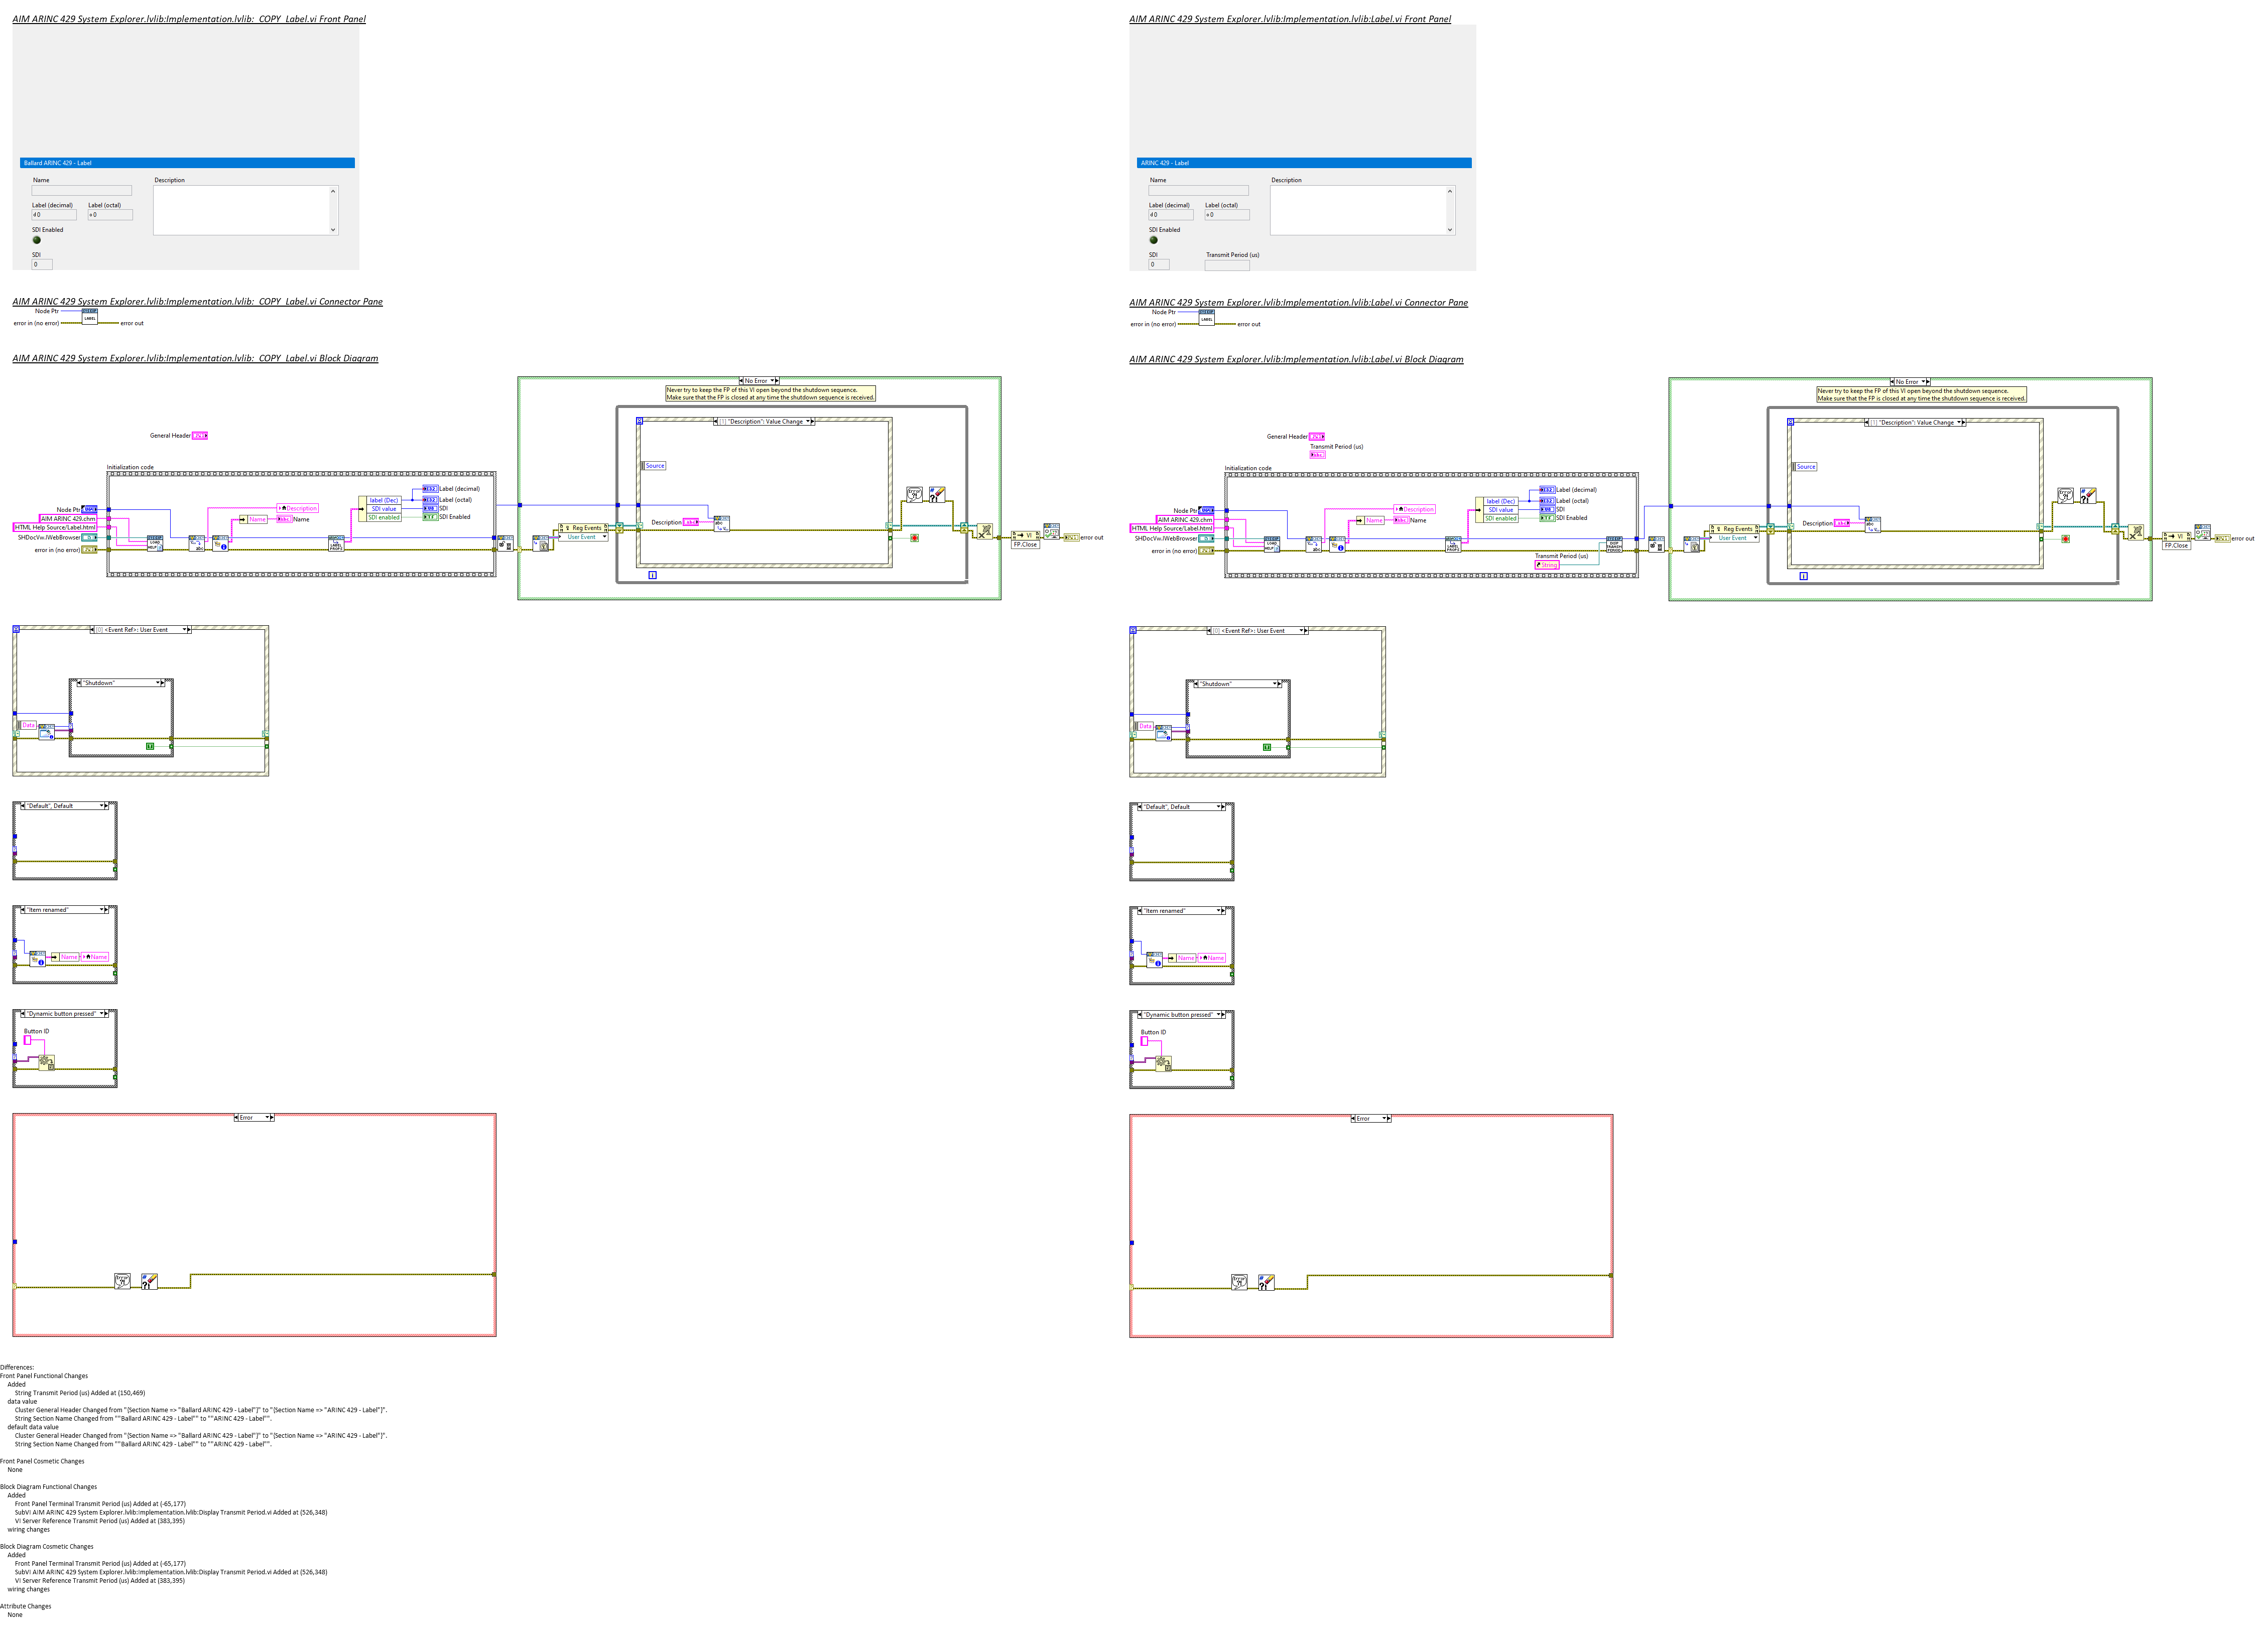 AIM ARINC 429 System Explorer.lvlib:Implementation.lvlib:_COPY_Label.vi Front Panel
Ballard ARINC 429 - Label
Name
Description
Label (decimal)
Label (octal)
d 0
o 0
SDI Enabled
SDI
0
AIM ARINC 429 System Explorer.lvlib:Implementation.lvlib:_COPY_Label.vi Connector Pane
Node Ptr
error in (no error)
LABEL
error out
AIM ARINC 429 System Explorer.lvlib:Implementation.lvlib:_COPY_Label.vi Block Diagram
No Error
Never try to keep the FP of this VI open beyond the shutdown sequence.
Make sure that the FP is closed at any time the shutdown sequence is received.
[1] "Description": Value Change
General Header
Source
Initialization code
label (Dec)
Label (decimal)
Label (octal)
SDI value
SDI
SDI enabled
SDI Enabled
Node Ptr
Description
AIM ARINC 429.chm
Name
Name
HTML Help Source/Label.html
SHDocVw.IWebBrowser
error in (no error)
Description
Reg Events
User Event
VI
FP.Close
error out
[0] <Event Ref>: User Event
"Shutdown"
Data
"Default", Default
"Item renamed"
Name
Name
"Dynamic button pressed"
Button ID
Error
AIM ARINC 429 System Explorer.lvlib:Implementation.lvlib:Label.vi Front Panel
ARINC 429 - Label
Name
Description
Label (decimal)
Label (octal)
d 0
o 0
SDI Enabled
SDI
Transmit Period (us)
0
AIM ARINC 429 System Explorer.lvlib:Implementation.lvlib:Label.vi Connector Pane
Node Ptr
error in (no error)
LABEL
error out
AIM ARINC 429 System Explorer.lvlib:Implementation.lvlib:Label.vi Block Diagram
No Error
Never try to keep the FP of this VI open beyond the shutdown sequence.
Make sure that the FP is closed at any time the shutdown sequence is received.
[1] "Description": Value Change
General Header
Transmit Period (us)
Source
Initialization code
label (Dec)
Label (decimal)
Label (octal)
SDI value
SDI
SDI enabled
SDI Enabled
Node Ptr
Description
AIM ARINC 429.chm
Name
Name
HTML Help Source/Label.html
SHDocVw.IWebBrowser
error in (no error)
Transmit Period (us)
String
Description
Reg Events
User Event
VI
FP.Close
error out
[0] <Event Ref>: User Event
"Shutdown"
Data
"Default", Default
"Item renamed"
Name
Name
"Dynamic button pressed"
Button ID
Error
Differences:
Front Panel Functional Changes
Added
String Transmit Period (us) Added at (150,469)
data value
Cluster General Header Changed from "{Section Name => "Ballard ARINC 429 - Label"}" to "{Section Name => "ARINC 429 - Label"}".
String Section Name Changed from ""Ballard ARINC 429 - Label"" to ""ARINC 429 - Label"".
default data value
Cluster General Header Changed from "{Section Name => "Ballard ARINC 429 - Label"}" to "{Section Name => "ARINC 429 - Label"}".
String Section Name Changed from ""Ballard ARINC 429 - Label"" to ""ARINC 429 - Label"".
Front Panel Cosmetic Changes
None
Block Diagram Functional Changes
Added
Front Panel Terminal Transmit Period (us) Added at (-65,177)
SubVI AIM ARINC 429 System Explorer.lvlib:Implementation.lvlib:Display Transmit Period.vi Added at (526,348)
VI Server Reference Transmit Period (us) Added at (383,395)
wiring changes
Block Diagram Cosmetic Changes
Added
Front Panel Terminal Transmit Period (us) Added at (-65,177)
SubVI AIM ARINC 429 System Explorer.lvlib:Implementation.lvlib:Display Transmit Period.vi Added at (526,348)
VI Server Reference Transmit Period (us) Added at (383,395)
wiring changes
Attribute Changes
None